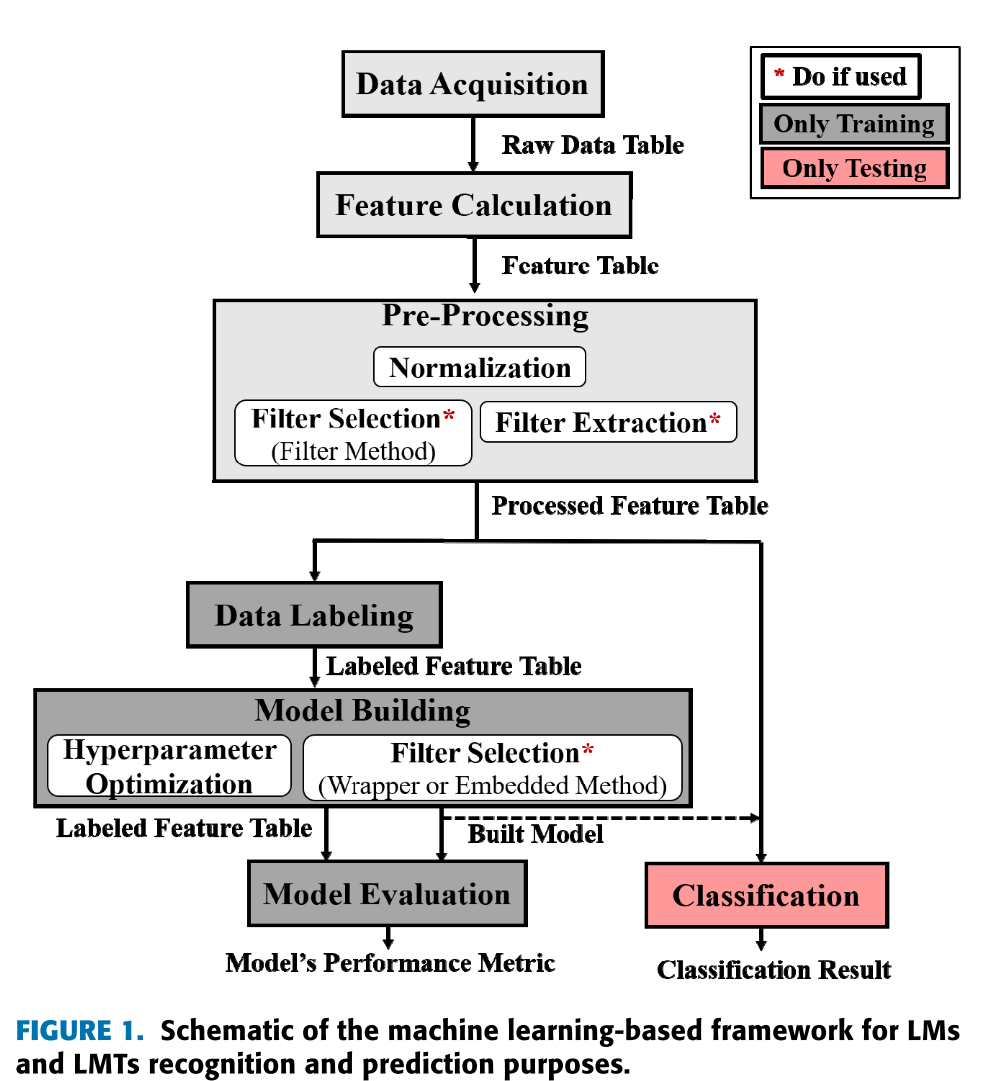 Data Acquisition
* Do if used
Only Training
Only Testing
Raw Data Table
Feature Calculation
Feature Table
Pre-Processing
Normalization
Filter Selection*
(Filter Method)
Filter Extraction*
Processed Feature Table
Data Labeling
Labeled Feature Table
Model Building
Hyperparameter
Optimization
Filter Selection*
(Wrapper or Embedded Method)
Labeled Feature Table
Built Model
Model Evaluation
Classification
Model's Performance Metric
Classification Result
FIGURE 1. Schematic of the machine learning-based framework for LMs
and LMTs recognition and prediction purposes.